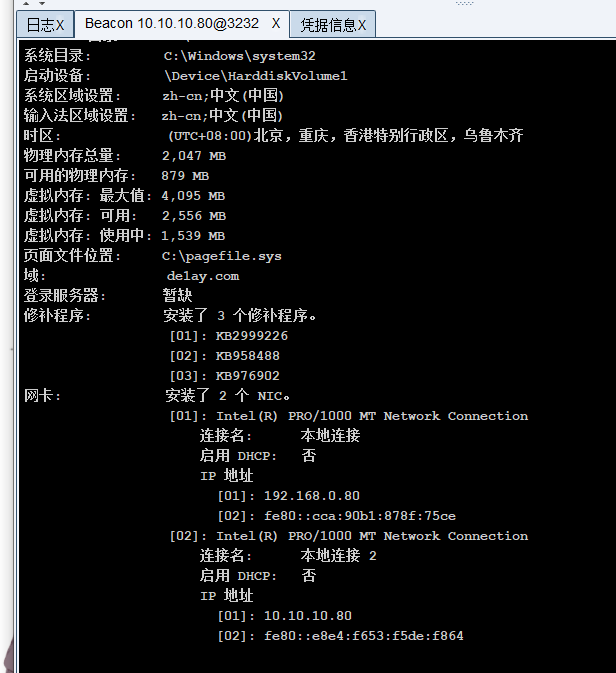 日志X Beacon 10.10.10.80@3232 X 凭据信息X
系统目录: C:\Windows\system32
启动设备: \Device\HarddiskVolume1
系统区域设置: zh-cn;中文(中国)
输入法区域设置: zh-cn;中文(中国)
时区: (UTC+08:00)北京，重庆，香港特别行政区，乌鲁木齐
物理内存总量: 2,047 MB
可用的物理内存: 879 MB
虚拟内存: 最大值: 4,095 MB
虚拟内存: 可用: 2,556 MB
虚拟内存: 使用中: 1,539 MB
页面文件位置: C:\pagefile.sys
域: de1ay.com
登录服务器: 暂缺
修补程序: 安装了 3 个修补程序。
[01]: KB2999226
[02]: KB958488
[03]: KB976902
网卡: 安装了 2 个 NIC。
[01]: Intel(R) PRO/1000 MT Network Connection
连接名: 本地连接
启用 DHCP: 否
IP 地址
[01]: 192.168.0.80
[02]: fe80::cca:90b1:878f:75ce
[02]: Intel(R) PRO/1000 MT Network Connection
连接名: 本地连接 2
启用 DHCP: 否
IP 地址
[01]: 10.10.10.80
[02]: fe80::e8e4:f653:f5de:f864